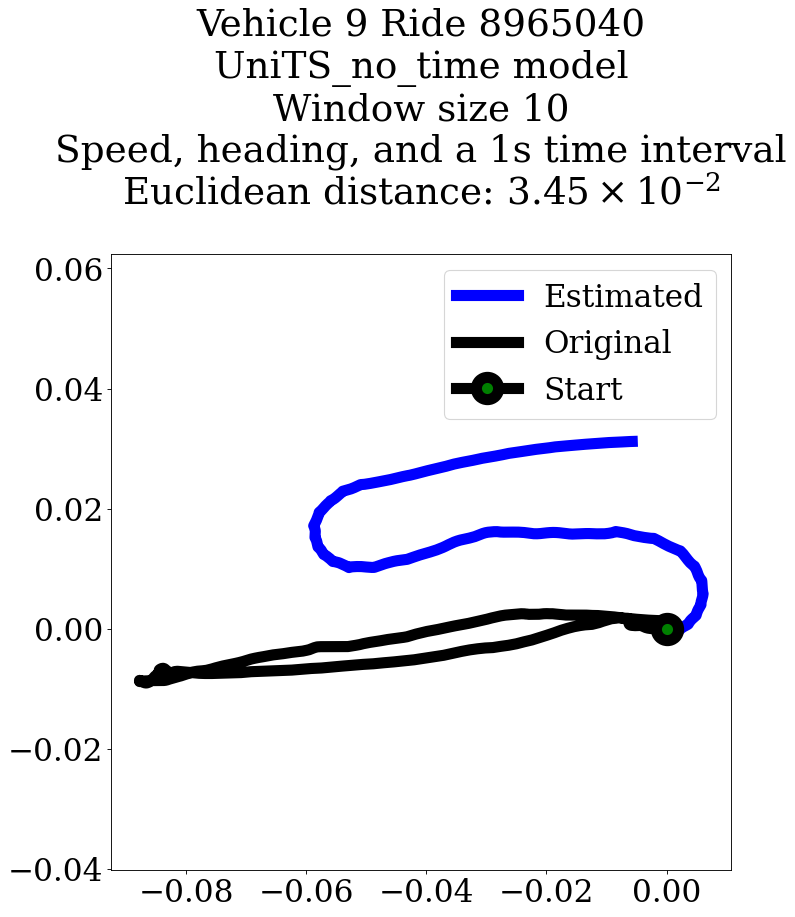 Vehicle 9 Ride 8965040
UniTS_no_time model
Window size 10
Speed, heading, and a 1s time interval
Euclidean distance: 3.45 × 10⁻²
0.06
0.04
0.02
0.00
−0.02
−0.04
Estimated
Original
Start
−0.08
−0.06
−0.04
−0.02
0.00